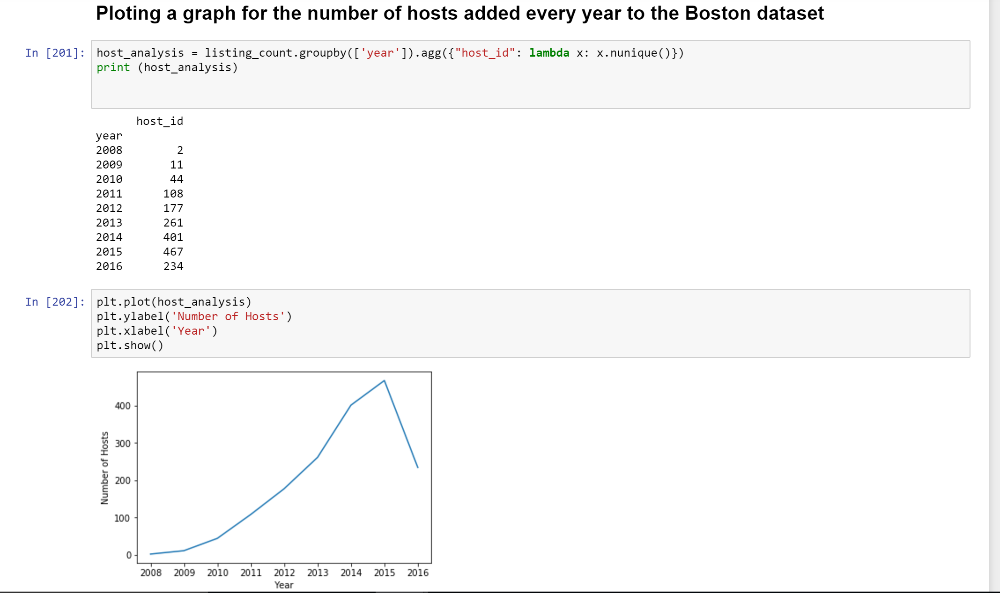 Ploting a graph for the number of hosts added every year to the Boston dataset
In [201]: host_analysis = listing_count.groupby(['year']).agg({"host_id": lambda x: x.nunique()})
print (host_analysis)
host_id
year
2008 2
2009 11
2010 44
2011 108
2012 177
2013 261
2014 401
2015 467
2016 234
In [202]: plt.plot(host_analysis)
plt.ylabel('Number of Hosts')
plt.xlabel('Year')
plt.show()
400
300
200
100
0
Number of Hosts
2008 2009 2010 2011 2012 2013 2014 2015 2016
Year